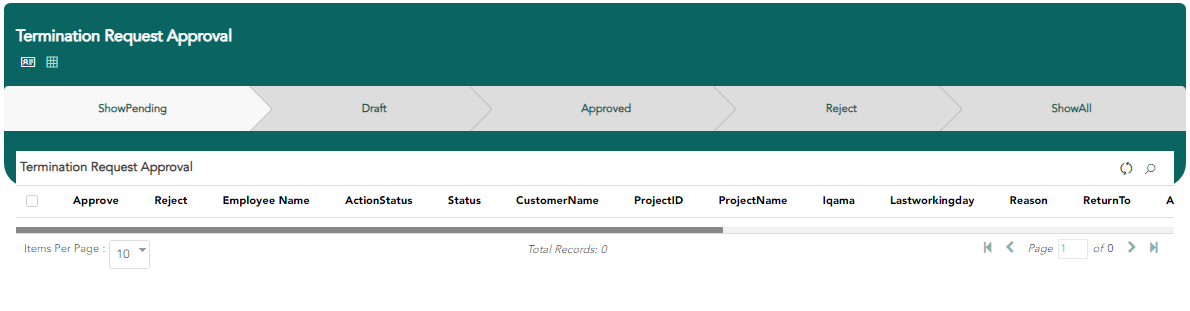 Termination Request Approval
ShowPending Draft Approved Reject ShowAll
Termination Request Approval
Approve Reject Employee Name ActionStatus Status CustomerName ProjectID ProjectName Iqama Lastworkingday Reason ReturnTo A
Items Per Page : 10 Total Records: 0 Page 1 of 0